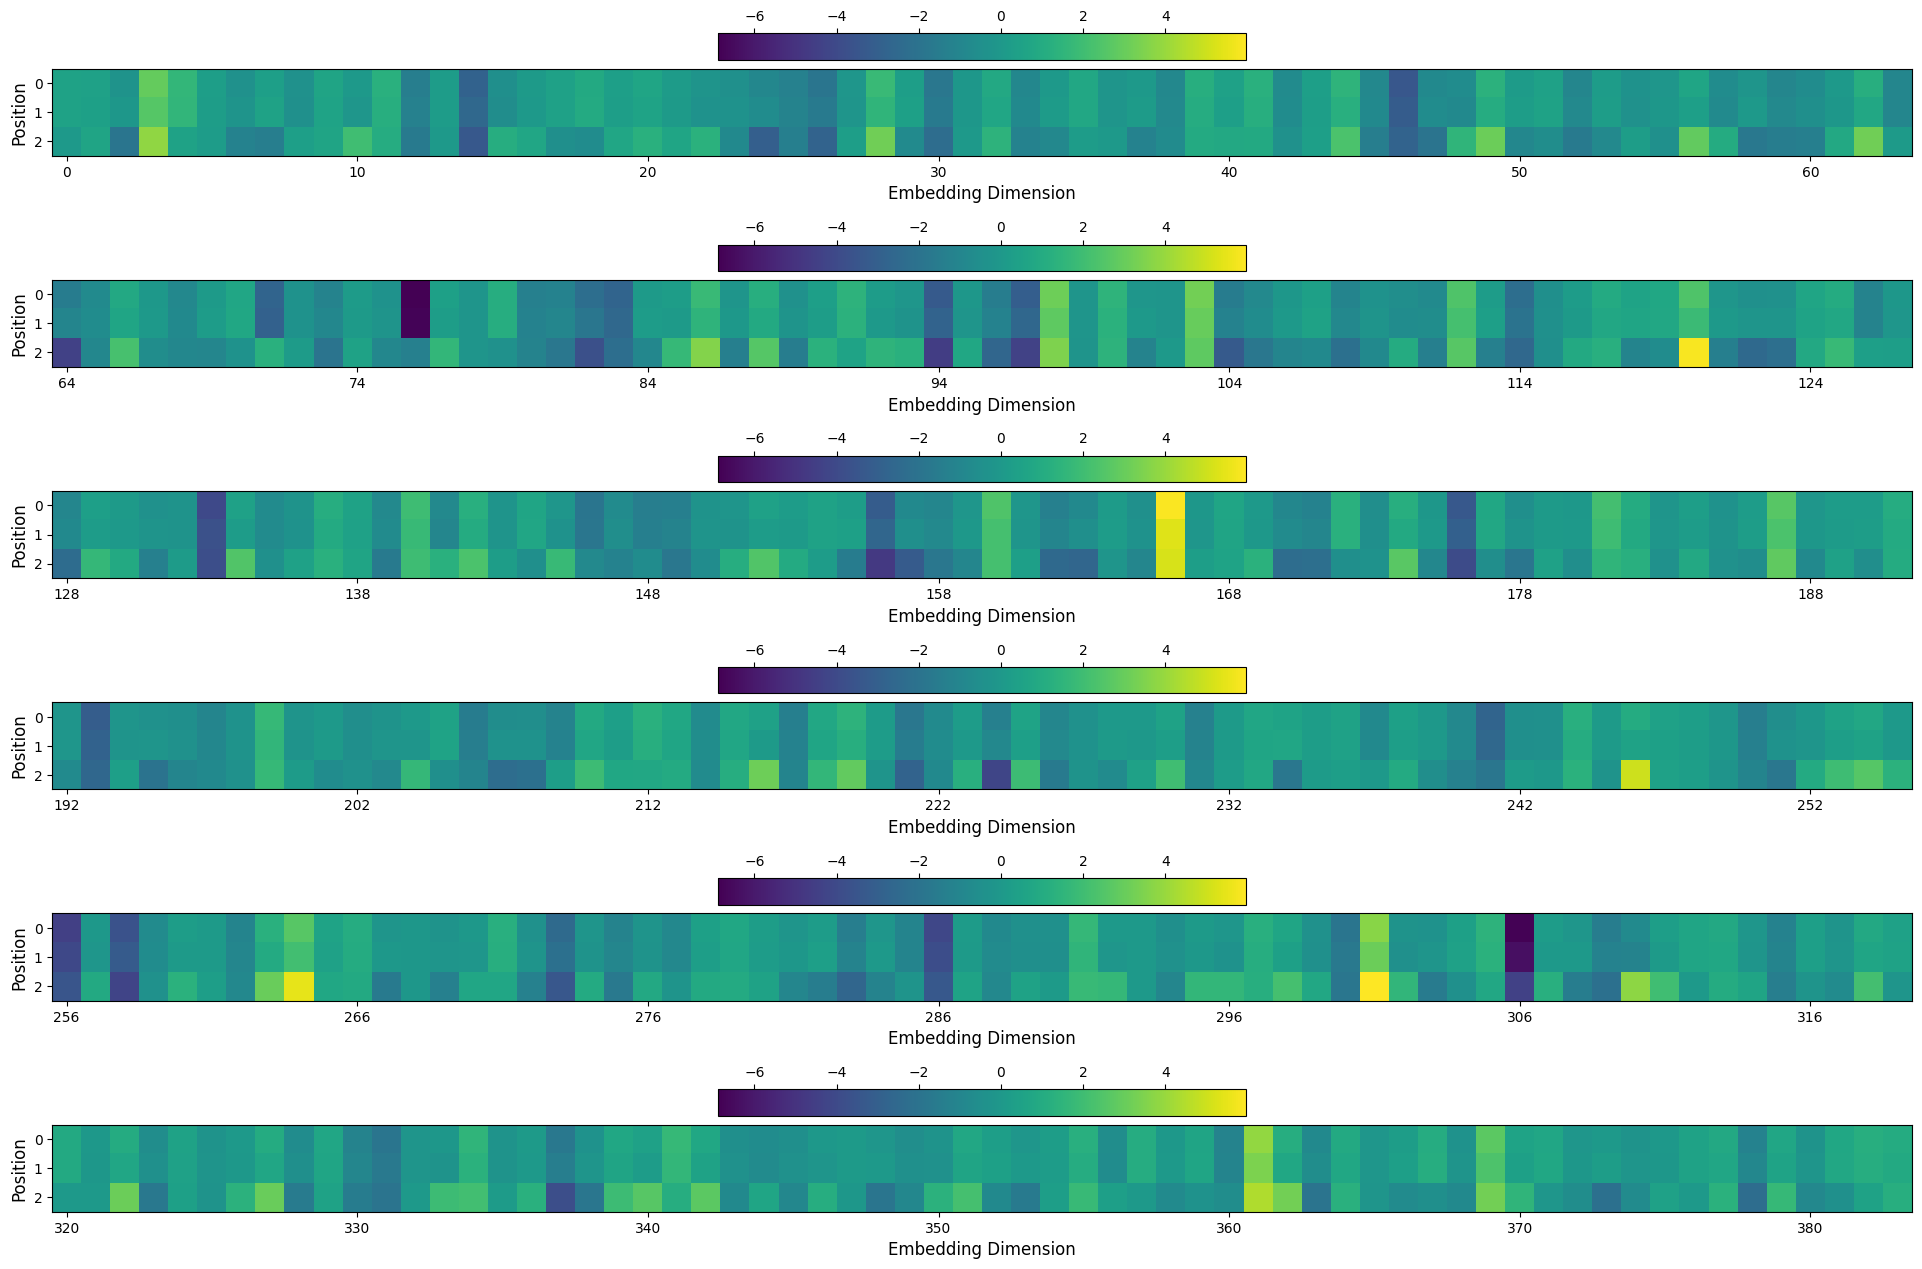 −6 −4 −2 0 2 4
Position
0
1
2
0 10 20 30 40 50 60
Embedding Dimension
−6 −4 −2 0 2 4
Position
0
1
2
64 74 84 94 104 114 124
Embedding Dimension
−6 −4 −2 0 2 4
Position
0
1
2
128 138 148 158 168 178 188
Embedding Dimension
−6 −4 −2 0 2 4
Position
0
1
2
192 202 212 222 232 242 252
Embedding Dimension
−6 −4 −2 0 2 4
Position
0
1
2
256 266 276 286 296 306 316
Embedding Dimension
−6 −4 −2 0 2 4
Position
0
1
2
320 330 340 350 360 370 380
Embedding Dimension